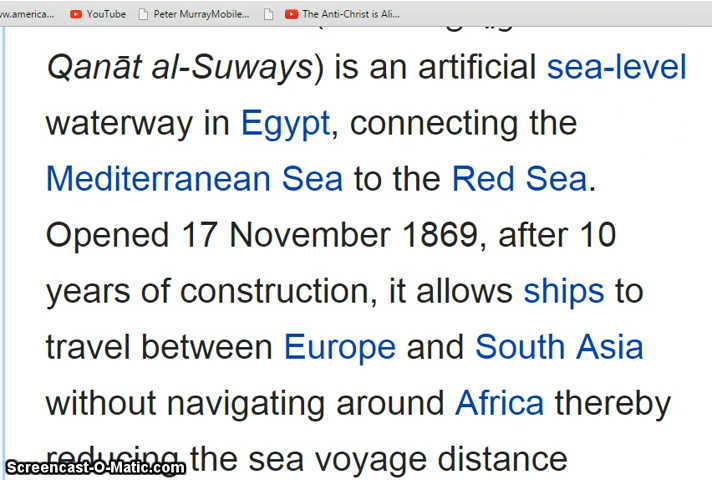 ww.america...
YouTube
Peter MurrayMobile...
The Anti-Christ is Ali...
Qanāt al-Suways) is an artificial sea-level
waterway in Egypt, connecting the
Mediterranean Sea to the Red Sea.
Opened 17 November 1869, after 10
years of construction, it allows ships to
travel between Europe and South Asia
without navigating around Africa thereby
reducing the sea voyage distance
Screencast-O-Matic.com